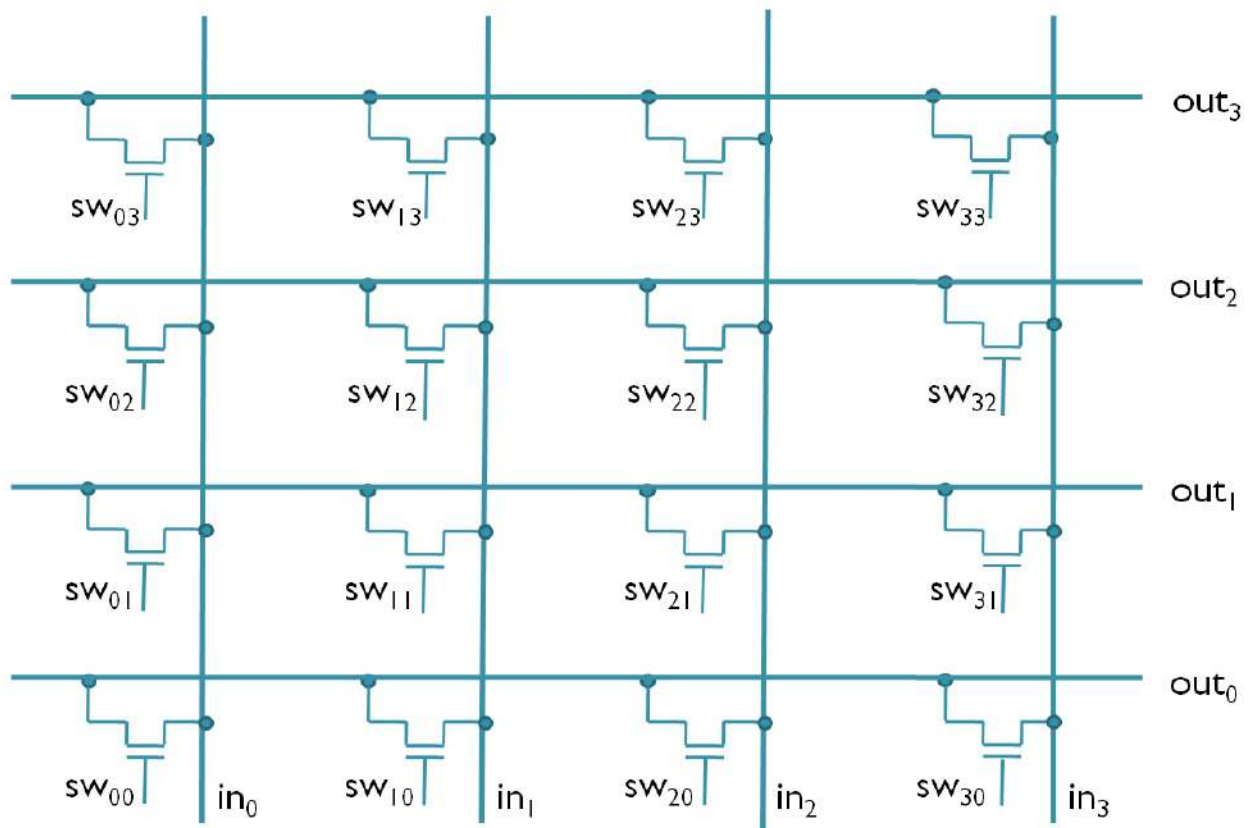 out₃
sw₀₃ sw₁₃ sw₂₃ sw₃₃
out₂
sw₀₂ sw₁₂ sw₂₂ sw₃₂
out₁
sw₀₁ sw₁₁ sw₂₁ sw₃₁
out₀
sw₀₀ in₀ sw₁₀ in₁ sw₂₀ in₂ sw₃₀ in₃